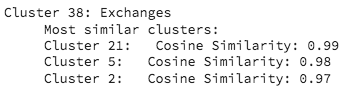 Cluster 38: Exchanges
Most similar clusters:
Cluster 21: Cosine Similarity: 0.99
Cluster 5: Cosine Similarity: 0.98
Cluster 2: Cosine Similarity: 0.97